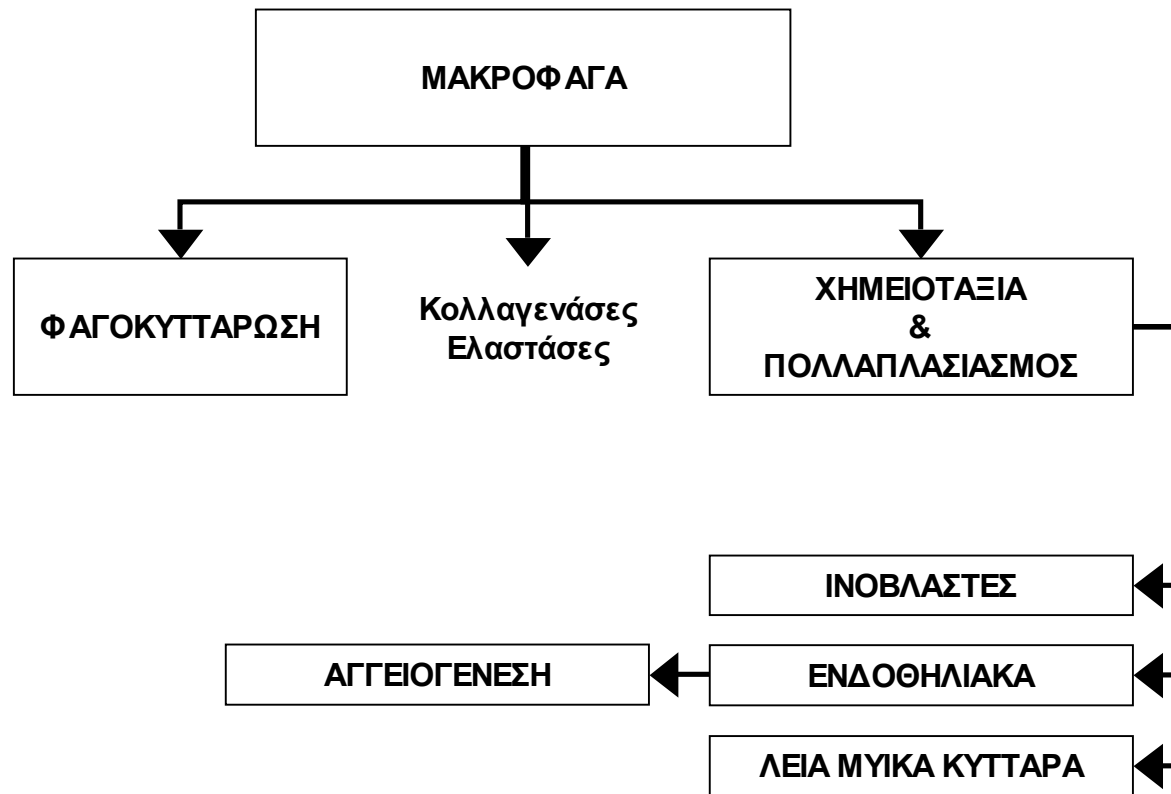 ΜΑΚΡΟΦΑΓΑ
ΦΑΓΟΚΥΤΤΑΡΩΣΗ
Κολλαγενάσες
Ελαστάσες
ΧΗΜΕΙΟΤΑΞΙΑ
&
ΠΟΛΛΑΠΛΑΣΙΑΣΜΟΣ
ΙΝΟΒΛΑΣΤΕΣ
ΑΓΓΕΙΟΓΕΝΕΣΗ
ΕΝΔΟΘΗΛΙΑΚΑ
ΛΕΙΑ ΜΥΙΚΑ ΚΥΤΤΑΡΑ